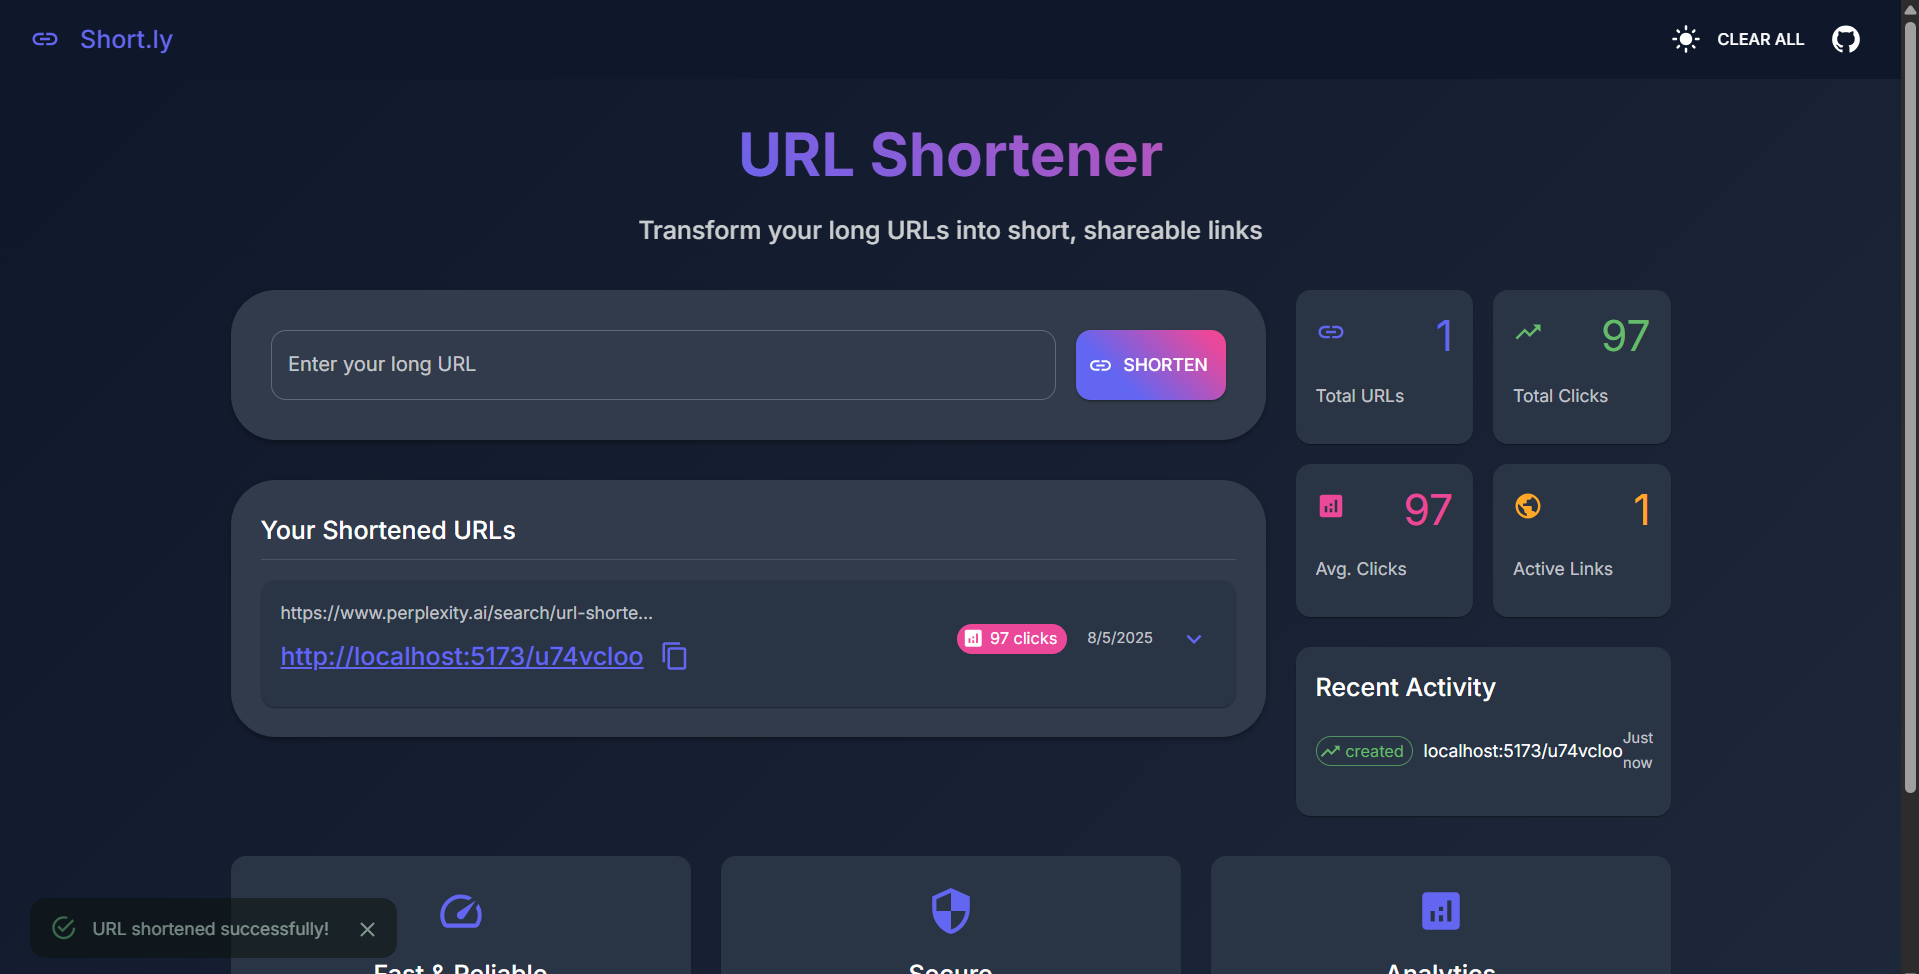 Short.ly
CLEAR ALL
URL Shortener
Transform your long URLs into short, shareable links
Enter your long URL
SHORTEN
1
Total URLs
97
Total Clicks
97
Avg. Clicks
1
Active Links
Your Shortened URLs
https://www.perplexity.ai/search/url-shorte...
http://localhost:5173/u74vcloo
97 clicks
8/5/2025
Recent Activity
created
localhost:5173/u74vcloo
Just
now
URL shortened successfully!
Fast & Reliable
Secure
Analytics